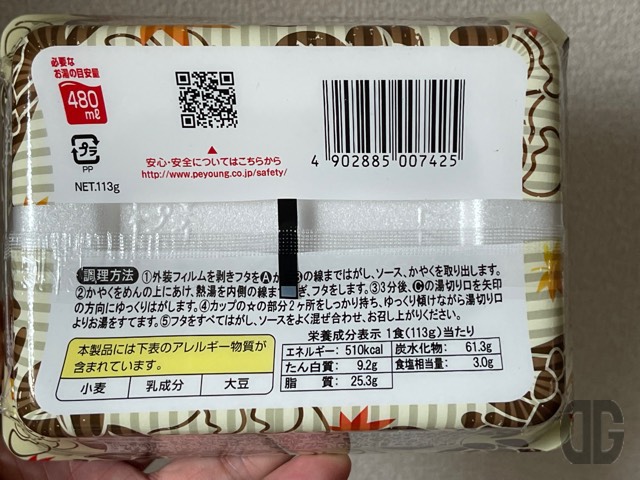 必要な
お湯の目安量
480
mℓ
プラ
PP
NET.113g
安心・安全についてはこちらから
http://www.peyoung.co.jp/safety/
4 902885 007425
調理方法 ①外装フィルムを剥きフタをⒶか の線まではがし、ソース、かやくを取り出します。
②かやくをめんの上にあけ、熱湯を内側の線ま ぎ、フタをします。③3分後、Ⓒの湯切り口を矢印
の方向にゆっくりはがします。④カップの☆の部分2ヶ所をしっかり持ち、ゆっくり傾けながら湯切り口
よりお湯をすてます。⑤フタをすべてはがし、ソースをよく混ぜ合わせ、お召し上がりください。
本製品には下表のアレルギー物質が
含まれています。
小麦 乳成分 大豆
栄養成分表示 1食(113g)当たり
エネルギー: 510kcal 炭水化物: 61.3g
たん白質: 9.2g 食塩相当量: 3.0g
脂質: 25.3g
DG